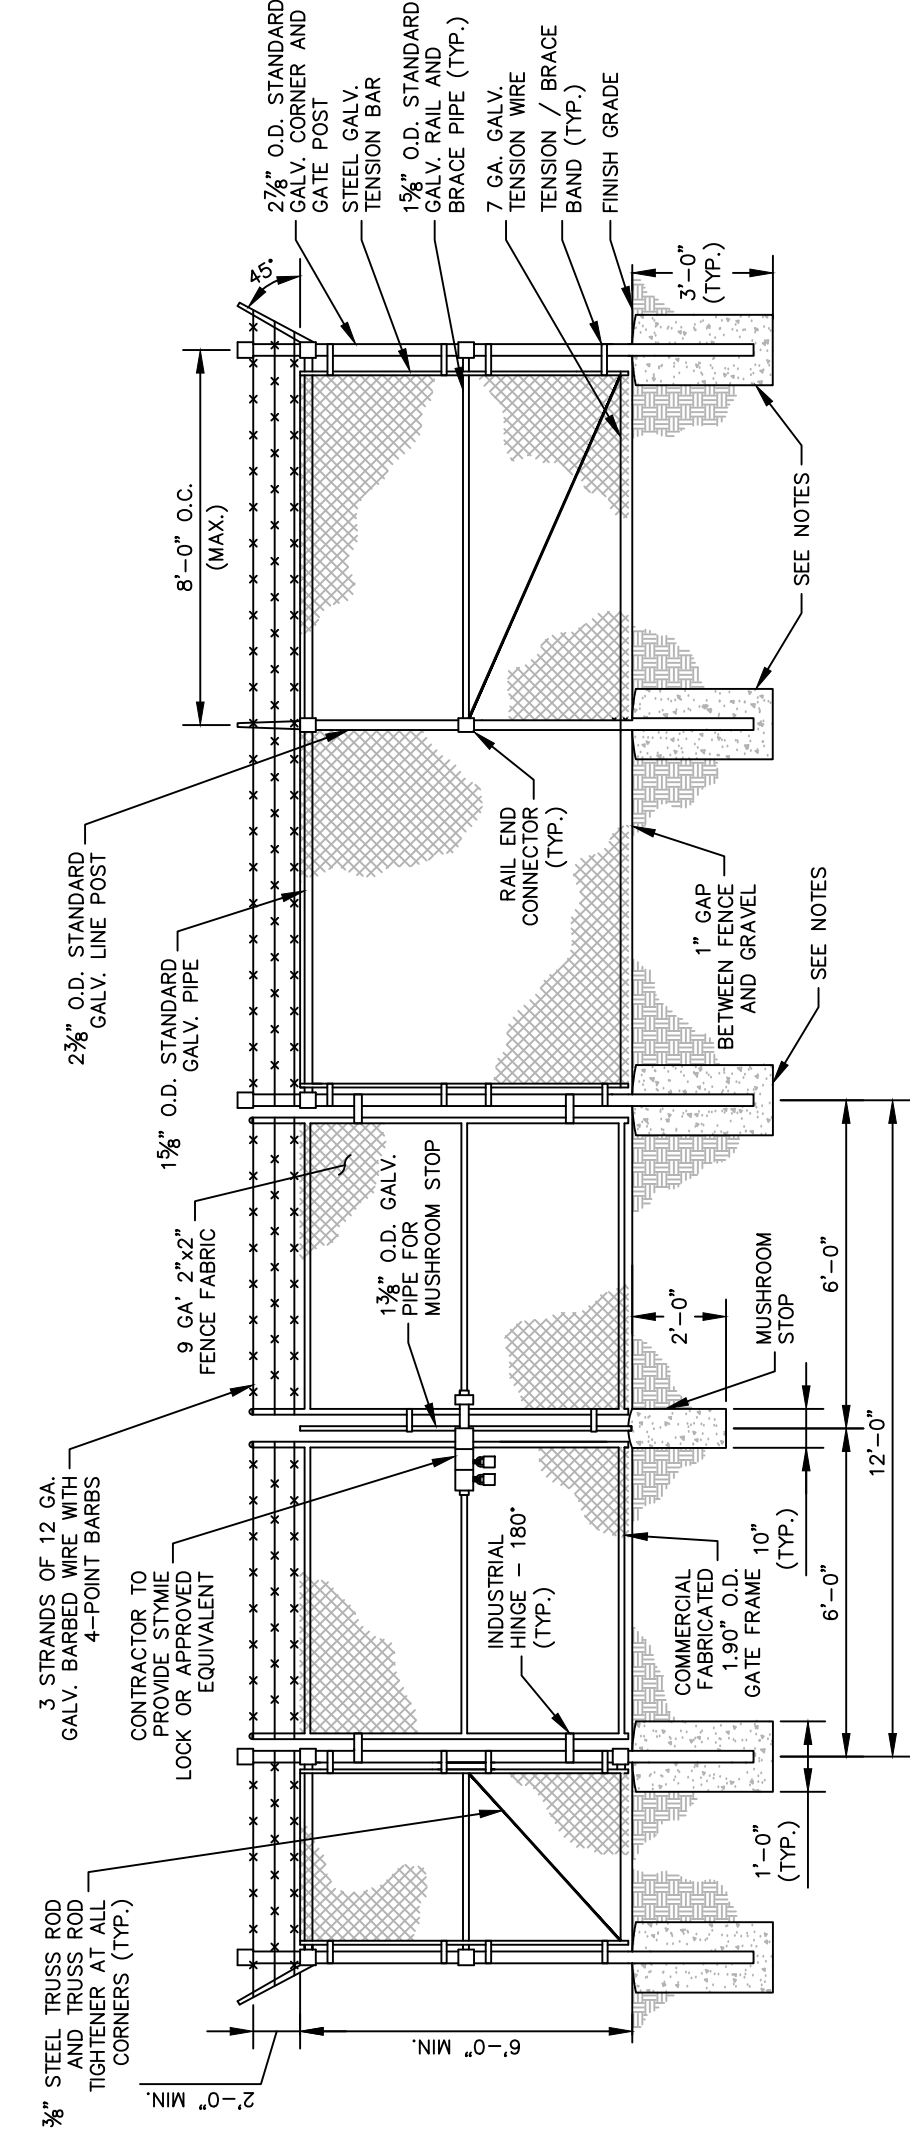 ⅜" STEEL TRUSS ROD
AND TRUSS ROD
TIGHTENER AT ALL
CORNERS (TYP.)
3 STRANDS OF 12 GA.
GALV. BARBED WIRE WITH
4-POINT BARBS
CONTRACTOR TO
PROVIDE STYMIE
LOCK OR APPROVED
EQUIVALENT
9 GA' 2"x2"
FENCE FABRIC
1⅝" O.D. STANDARD
GALV. PIPE
2⅜" O.D. STANDARD
GALV. LINE POST
8'-0" O.C.
(MAX.)
45°
2⅞" O.D. STANDARD
GALV. CORNER AND
GATE POST
STEEL GALV.
TENSION BAR
1⅝" O.D. STANDARD
GALV. RAIL AND
BRACE PIPE (TYP.)
7 GA. GALV.
TENSION WIRE
TENSION / BRACE
BAND (TYP.)
FINISH GRADE
3'-0"
(TYP.)
2'-0" MIN.
6'-0" MIN.
INDUSTRIAL
HINGE - 180°
(TYP.)
1⅜" O.D. GALV.
PIPE FOR
MUSHROOM STOP
RAIL END
CONNECTOR
(TYP.)
COMMERCIAL
FABRICATED
1.90" O.D.
GATE FRAME
10"
(TYP.)
2'-0"
MUSHROOM
STOP
1" GAP
BETWEEN FENCE
AND GRAVEL
SEE NOTES
SEE NOTES
1'-0"
(TYP.)
6'-0"
6'-0"
12'-0"